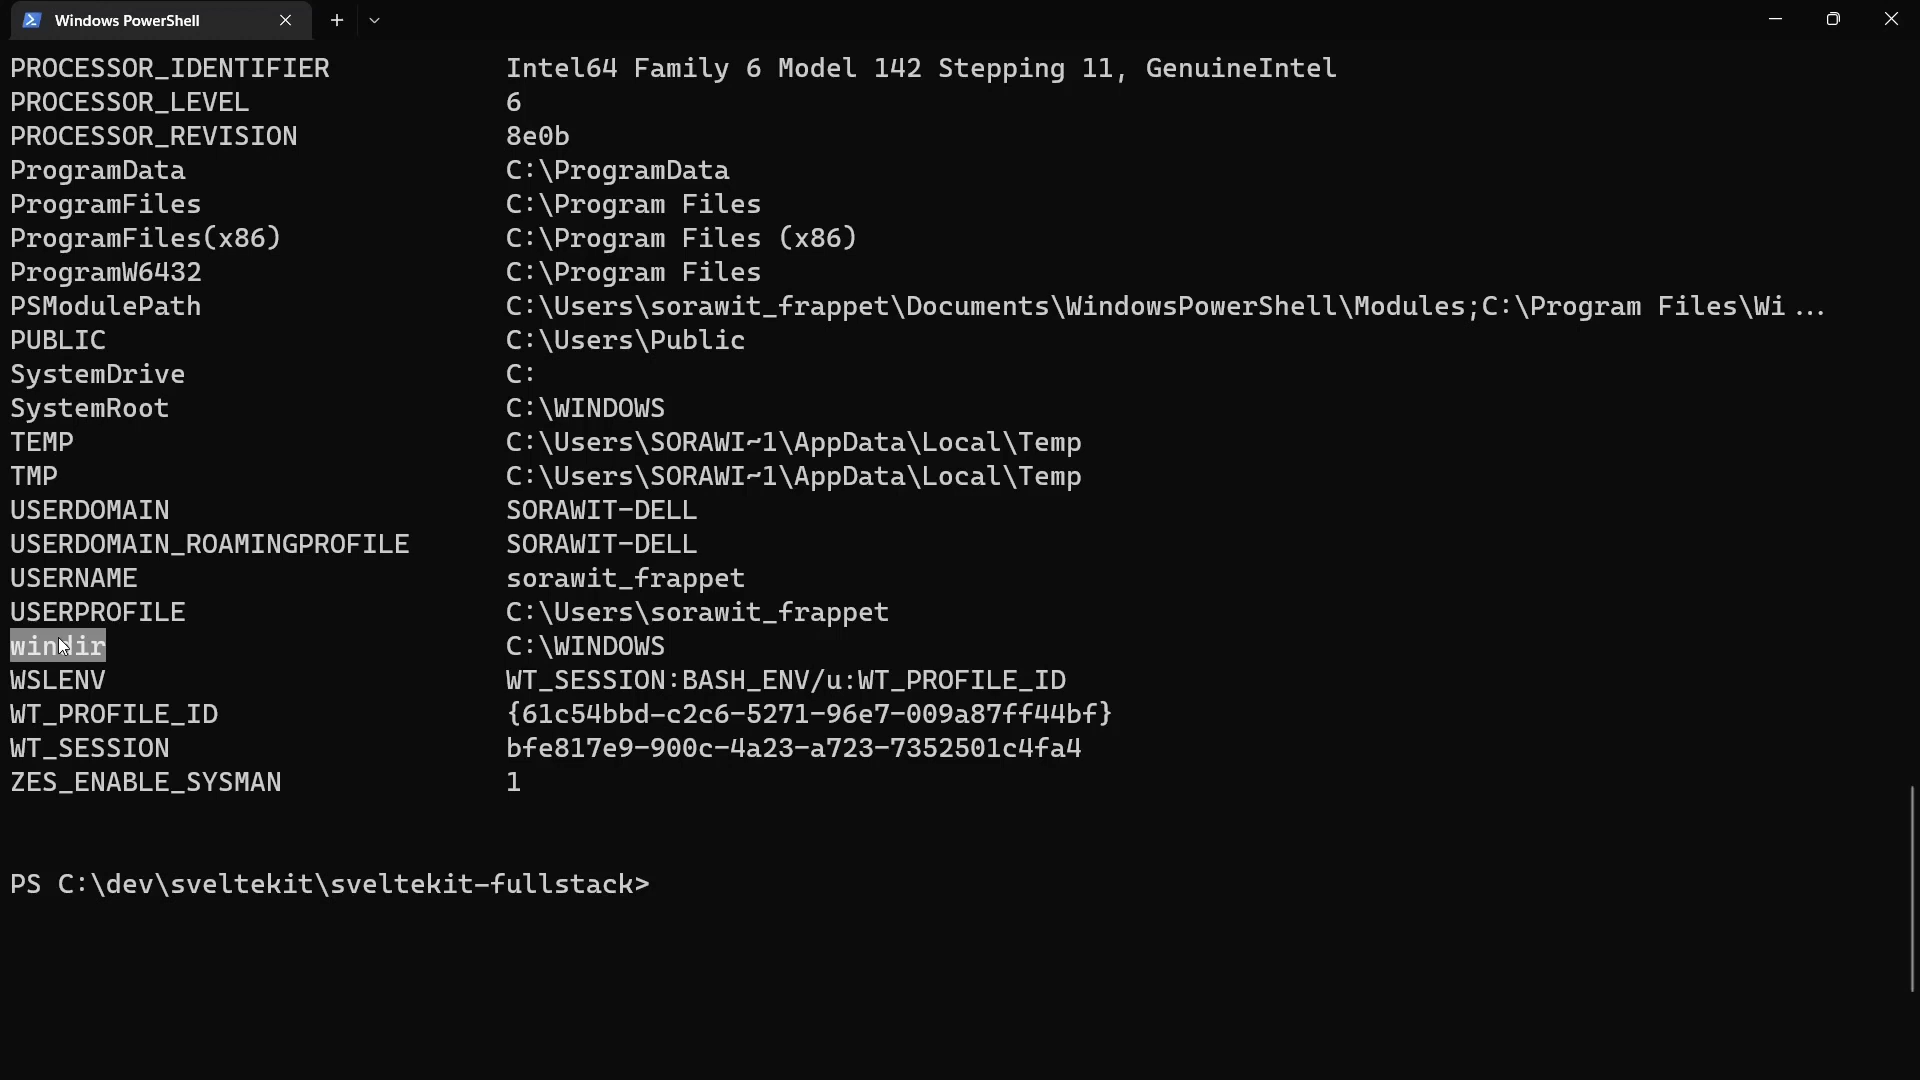 Windows PowerShell
PROCESSOR_IDENTIFIER Intel64 Family 6 Model 142 Stepping 11, GenuineIntel
PROCESSOR_LEVEL 6
PROCESSOR_REVISION 8e0b
ProgramData C:\ProgramData
ProgramFiles C:\Program Files
ProgramFiles(x86) C:\Program Files (x86)
ProgramW6432 C:\Program Files
PSModulePath C:\Users\sorawit_frappet\Documents\WindowsPowerShell\Modules;C:\Program Files\Wi...
PUBLIC C:\Users\Public
SystemDrive C:
SystemRoot C:\WINDOWS
TEMP C:\Users\SORAWI~1\AppData\Local\Temp
TMP C:\Users\SORAWI~1\AppData\Local\Temp
USERDOMAIN SORAWIT-DELL
USERDOMAIN_ROAMINGPROFILE SORAWIT-DELL
USERNAME sorawit_frappet
USERPROFILE C:\Users\sorawit_frappet
windir C:\WINDOWS
WSLENV WT_SESSION:BASH_ENV/u:WT_PROFILE_ID
WT_PROFILE_ID {61c54bbd-c2c6-5271-96e7-009a87ff44bf}
WT_SESSION bfe817e9-900c-4a23-a723-7352501c4fa4
ZES_ENABLE_SYSMAN 1
PS C:\dev\sveltekit\sveltekit-fullstack>